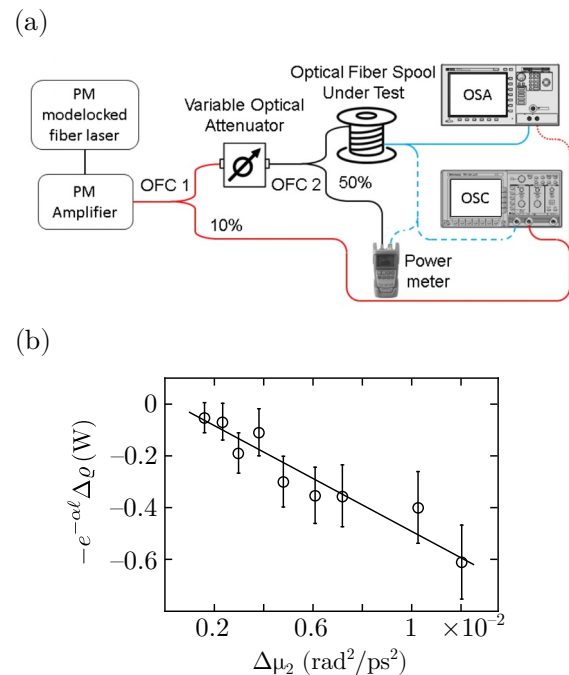 (a)
PM
modelocked
fiber laser
PM
Amplifier
OFC 1
Variable Optical
Attenuator
OFC 2
50%
10%
Optical Fiber Spool
Under Test
OSA
OSC
Power
meter
(b)
0
−0.2
−0.4
−0.6
−e^{−αℓ}Δϱ (W)
0.2
0.6
1
×10⁻²
Δμ₂ (rad²/ps²)